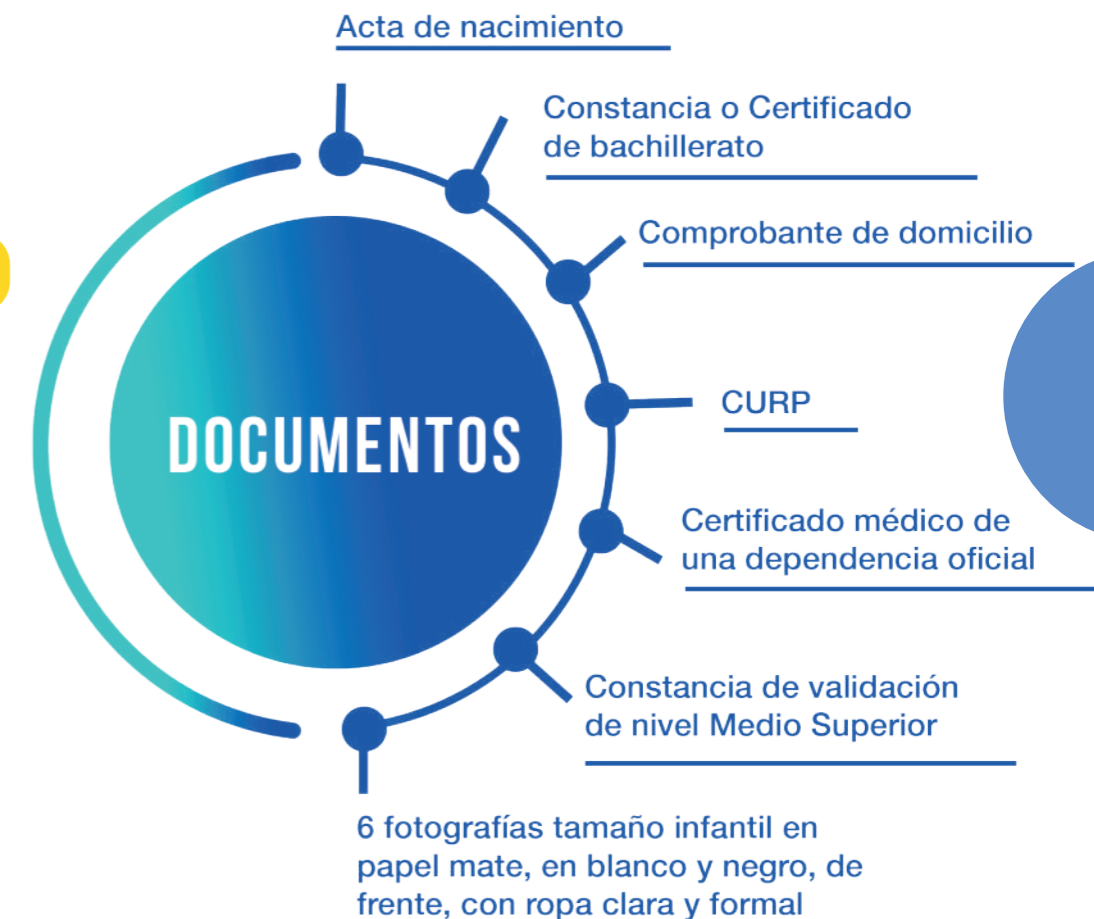 Acta de nacimiento
Constancia o Certificado
de bachillerato
Comprobante de domicilio
CURP
DOCUMENTOS
Certificado médico de
una dependencia oficial
Constancia de validación
de nivel Medio Superior
6 fotografías tamaño infantil en
papel mate, en blanco y negro, de
frente, con ropa clara y formal